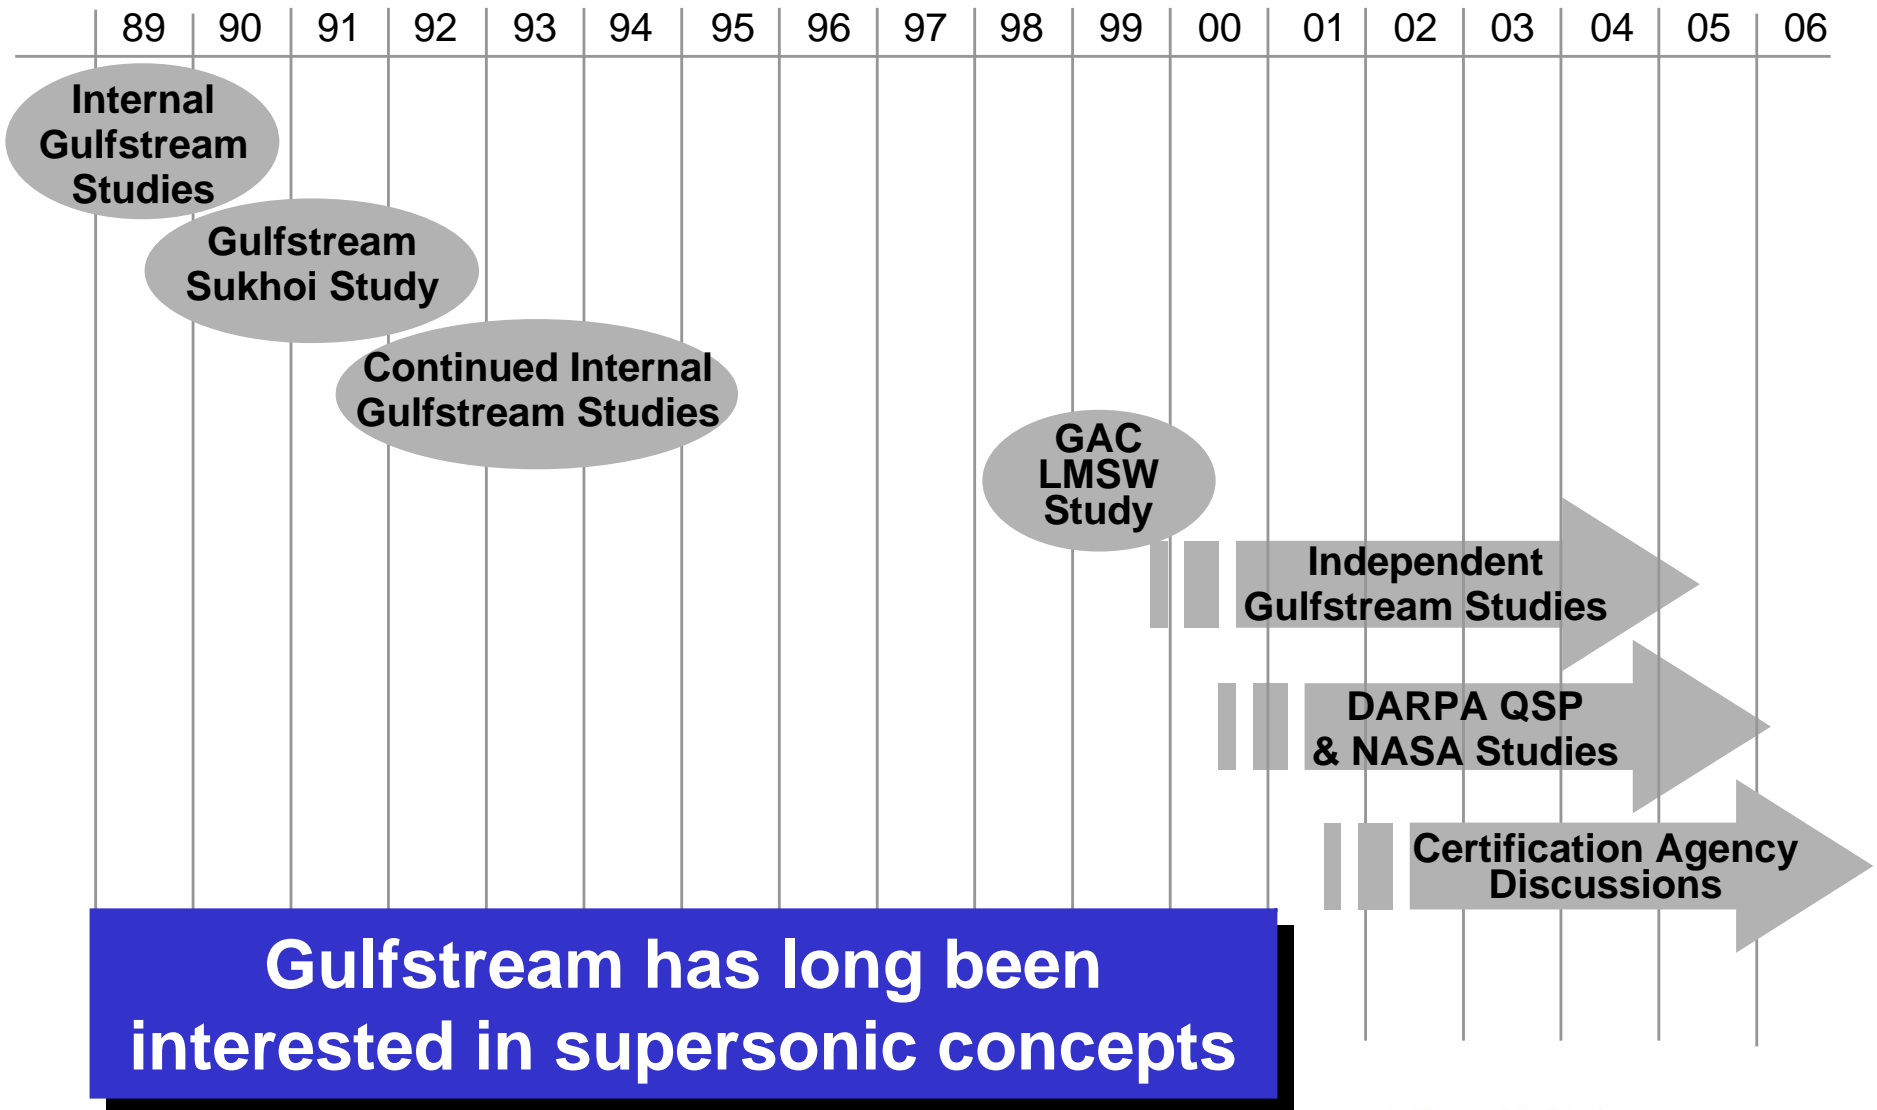 89 90 91 92 93 94 95 96 97 98 99 00 01 02 03 04 05 06
Internal
Gulfstream
Studies
Gulfstream
Sukhoi Study
Continued Internal
Gulfstream Studies
GAC
LMSW
Study
Independent
Gulfstream Studies
DARPA QSP
& NASA Studies
Certification Agency
Discussions
Gulfstream has long been
interested in supersonic concepts